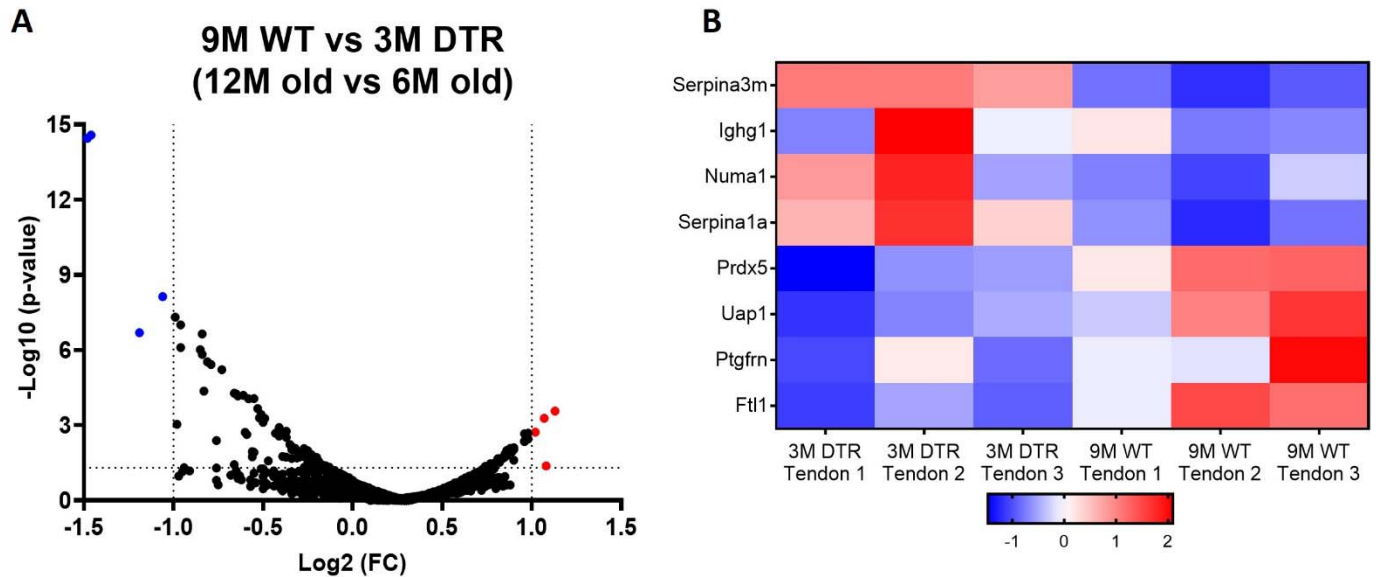 A
9M WT vs 3M DTR
(12M old vs 6M old)
15
12
9
6
3
0
-Log10 (p-value)
-1.5 -1.0 -0.5 0.0 0.5 1.0 1.5
Log2 (FC)
B
Serpina3m
Ighg1
Numa1
Serpina1a
Prdx5
Uap1
Ptgfrn
Ftl1
3M DTR 3M DTR 3M DTR 9M WT 9M WT 9M WT
Tendon 1 Tendon 2 Tendon 3 Tendon 1 Tendon 2 Tendon 3
-1 0 1 2